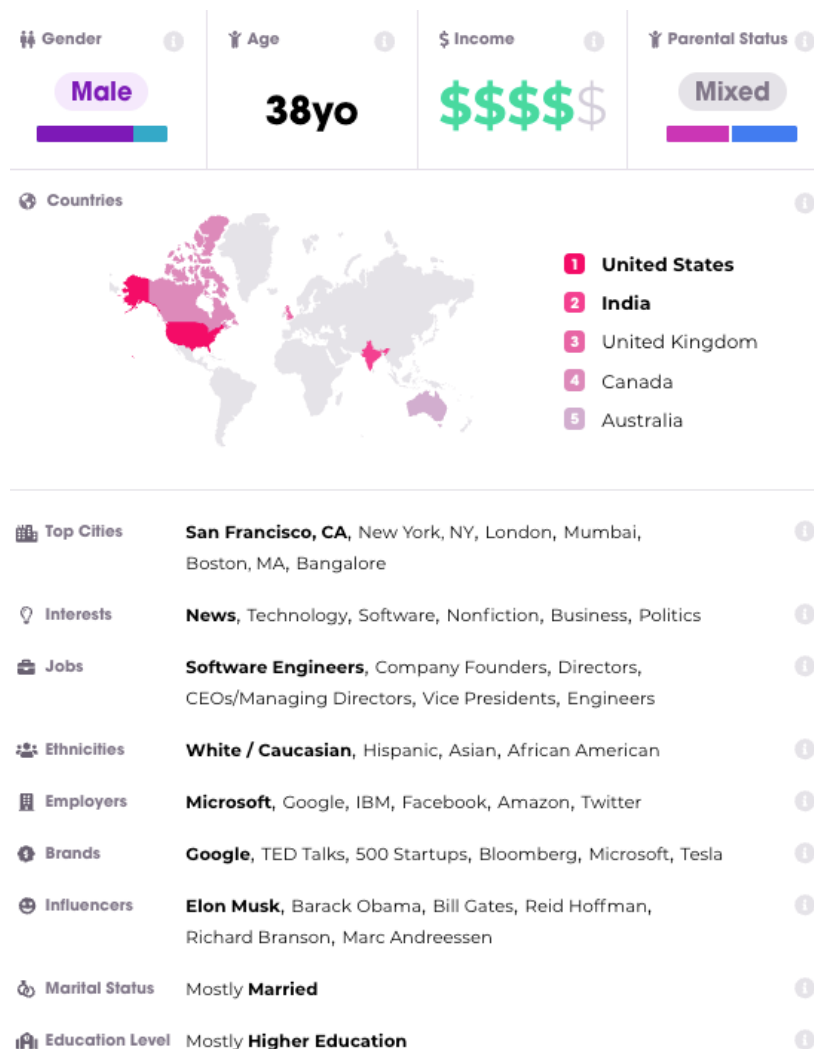 Gender
Age
$ Income
Parental Status
Male
38yo
$$$$$
Mixed
Countries
1 United States
2 India
3 United Kingdom
4 Canada
5 Australia
Top Cities
San Francisco, CA, New York, NY, London, Mumbai,
Boston, MA, Bangalore
Interests
News, Technology, Software, Nonfiction, Business, Politics
Jobs
Software Engineers, Company Founders, Directors,
CEOs/Managing Directors, Vice Presidents, Engineers
Ethnicities
White / Caucasian, Hispanic, Asian, African American
Employers
Microsoft, Google, IBM, Facebook, Amazon, Twitter
Brands
Google, TED Talks, 500 Startups, Bloomberg, Microsoft, Tesla
Influencers
Elon Musk, Barack Obama, Bill Gates, Reid Hoffman,
Richard Branson, Marc Andreessen
Marital Status
Mostly Married
Education Level
Mostly Higher Education